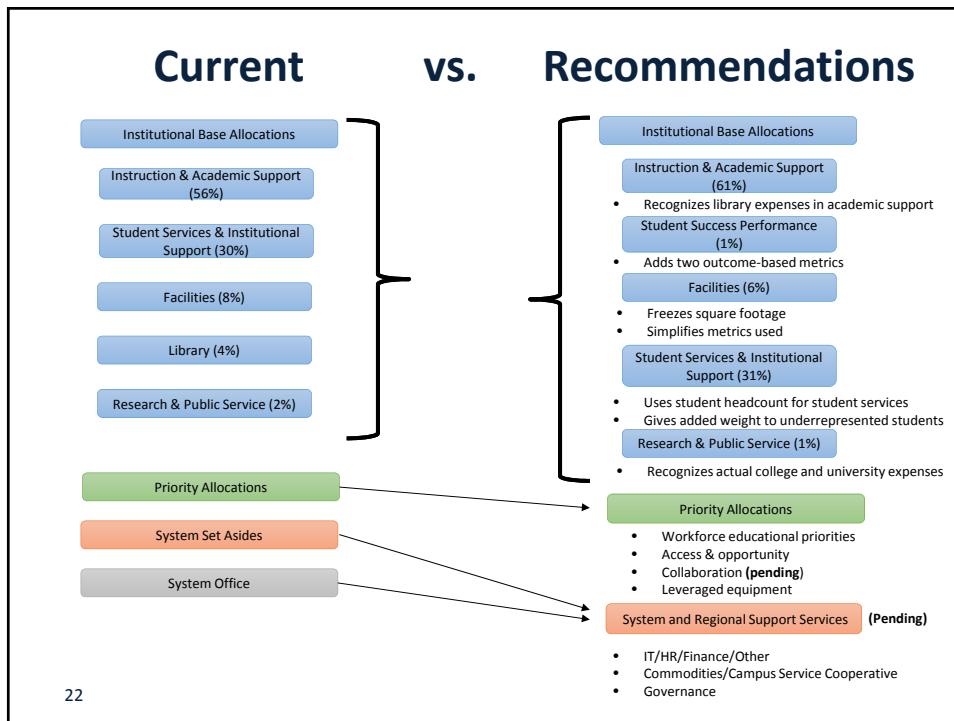 Current vs. Recommendations
Institutional Base Allocations
Instruction & Academic Support
(56%)
Student Services & Institutional
Support (30%)
Facilities (8%)
Library (4%)
Research & Public Service (2%)
Priority Allocations
System Set Asides
System Office
Institutional Base Allocations
Instruction & Academic Support
(61%)
• Recognizes library expenses in academic support
Student Success Performance
(1%)
• Adds two outcome-based metrics
Facilities (6%)
• Freezes square footage
• Simplifies metrics used
Student Services & Institutional
Support (31%)
• Uses student headcount for student services
• Gives added weight to underrepresented students
Research & Public Service (1%)
• Recognizes actual college and university expenses
Priority Allocations
• Workforce educational priorities
• Access & opportunity
• Collaboration (pending)
• Leveraged equipment
System and Regional Support Services (Pending)
• IT/HR/Finance/Other
• Commodities/Campus Service Cooperative
• Governance
22